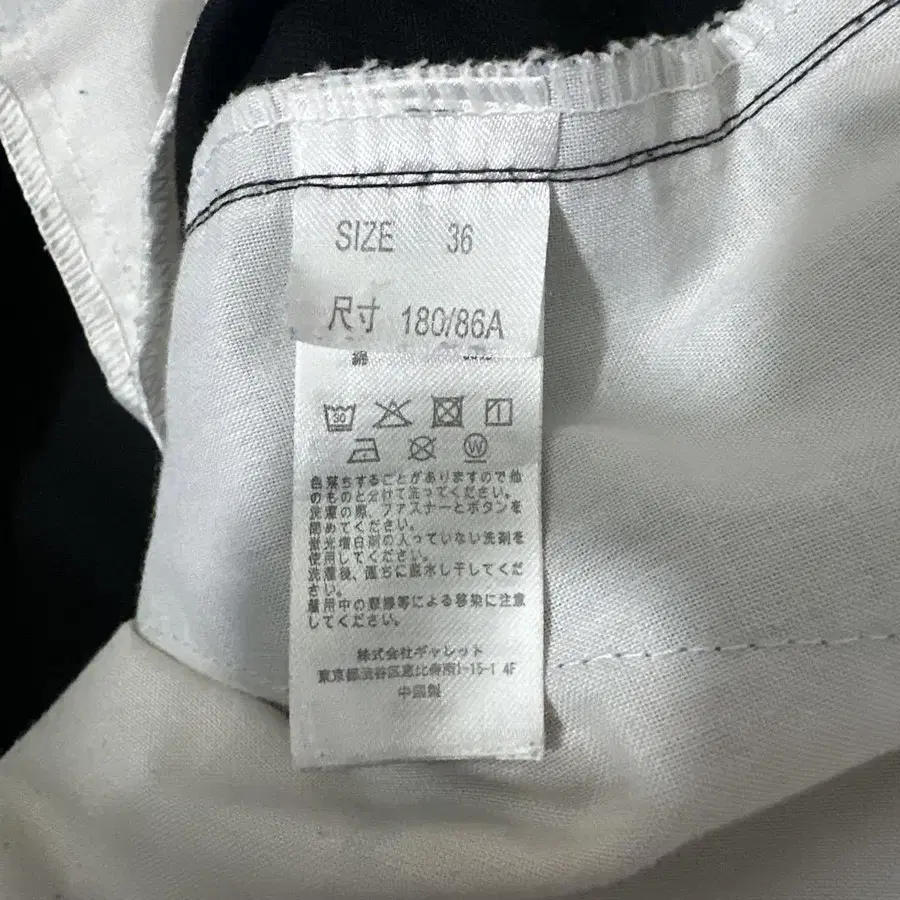 SIZE 36
尺寸 180/86A
綿
30
W
色落ちすることがありますので他
のものと分けて洗ってください。
洗濯の際、ファスナーとボタンを
閉めてください。
蛍光増白剤の入っていない洗剤を
使用してください。
洗濯後、直ちに脱水し干してくだ
さい。
着用中の摩擦等による移染に注意
してください。
株式会社ギャレット
東京都渋谷区恵比寿南1-15-1 4F
中国製